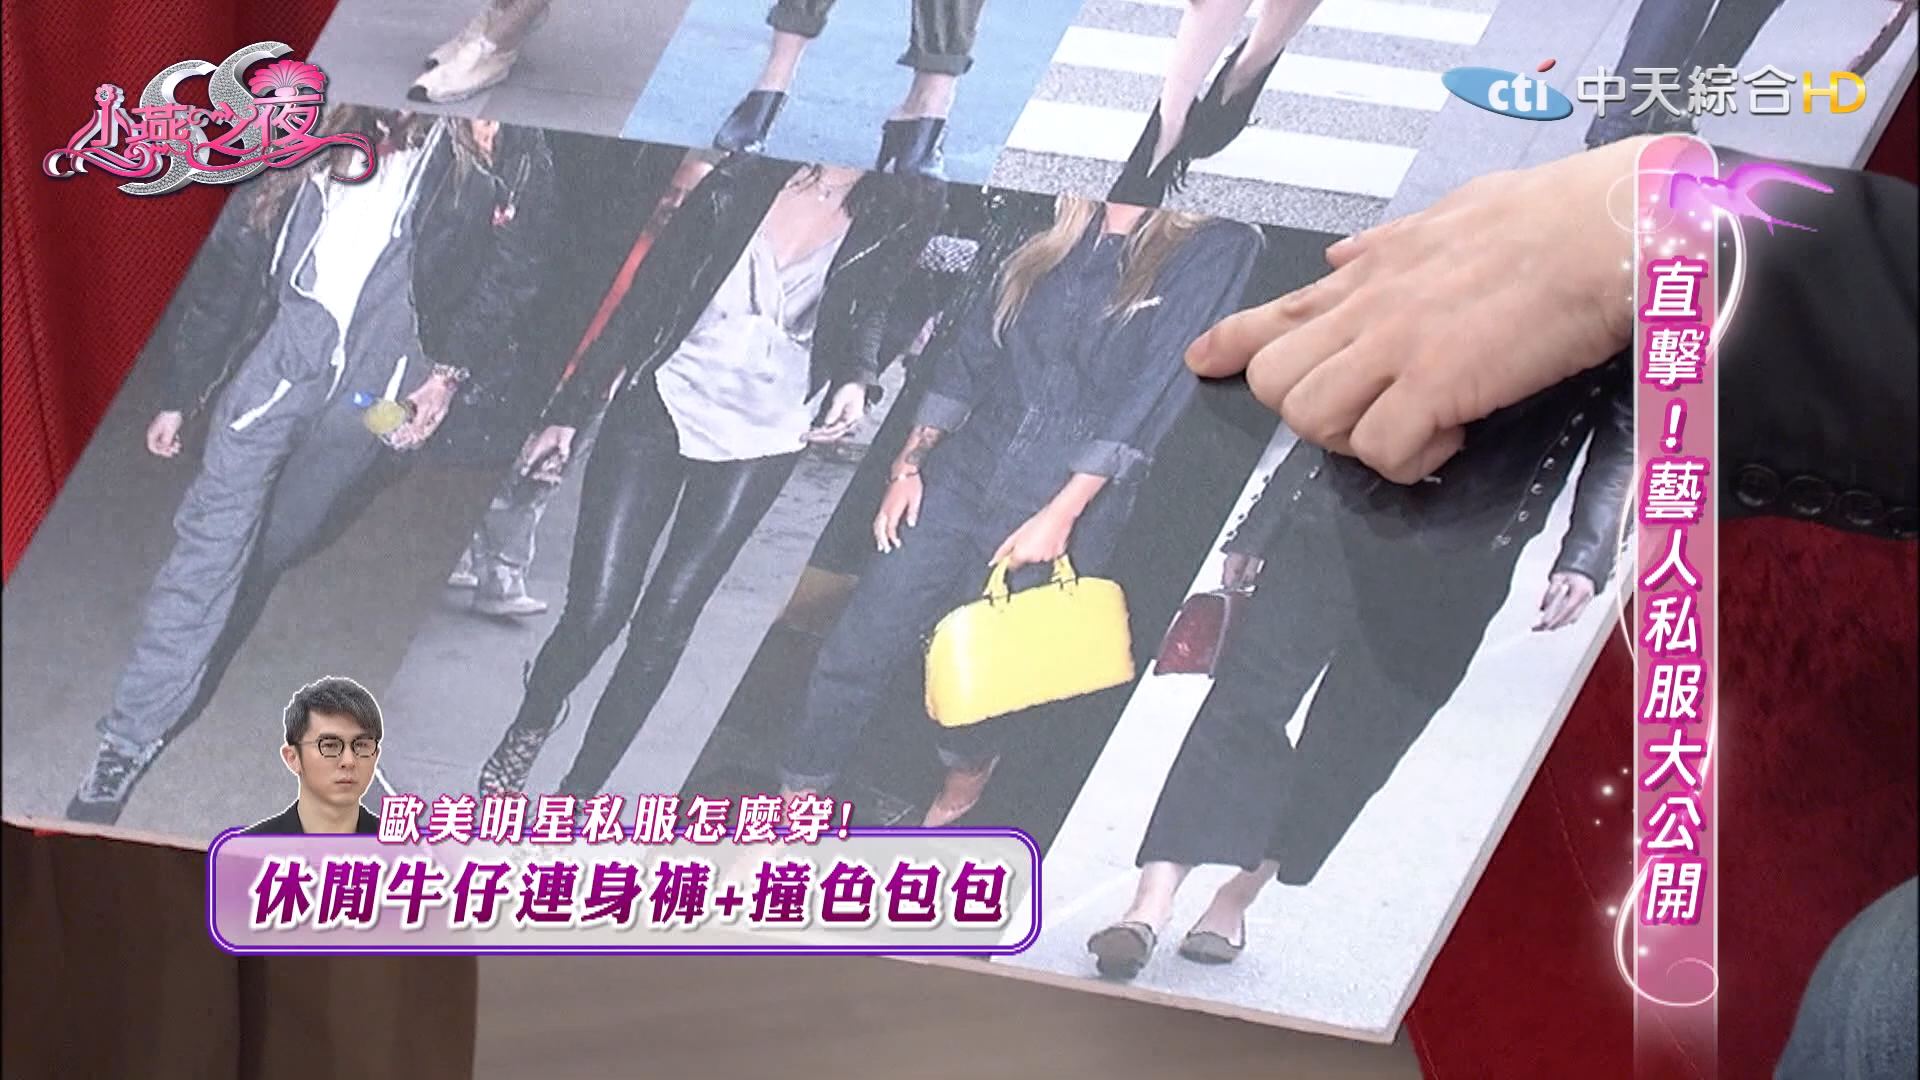 SS小燕之夜
cti 中天綜合HD
直擊!藝人私服大公開
歐美明星私服怎麼穿!
休閒牛仔連身褲+撞色包包